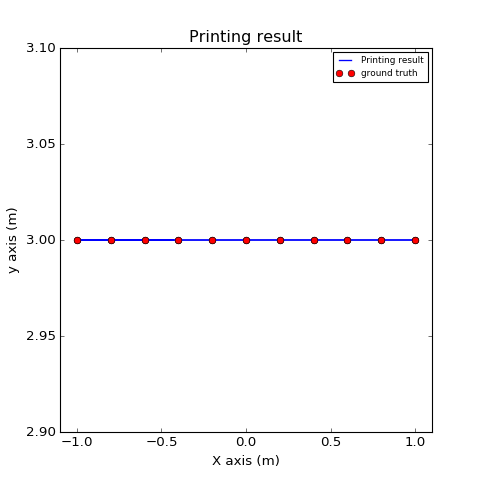 Printing result
Printing result
ground truth
3.10
3.05
3.00
2.95
2.90
y axis (m)
−1.0 −0.5 0.0 0.5 1.0
X axis (m)